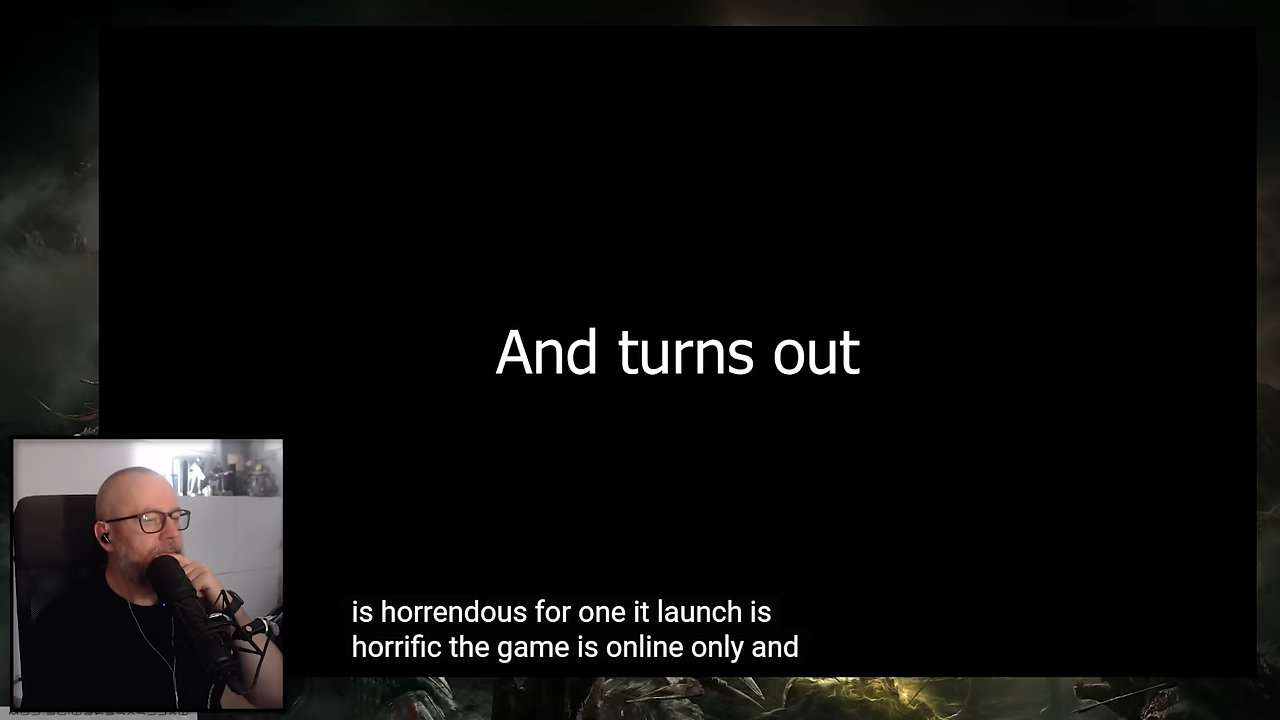 And turns out
is horrendous for one it launch is
horrific the game is online only and